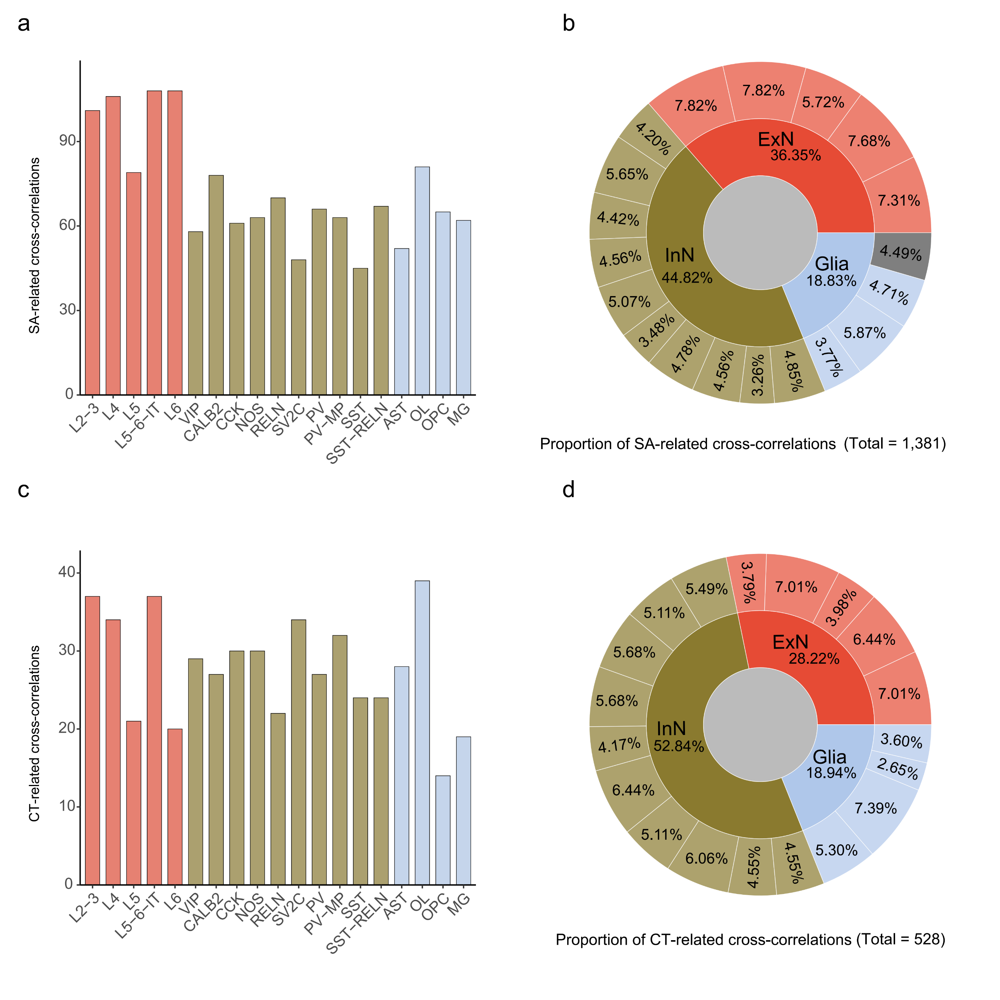 a
SA-related cross-correlations
90
60
30
0
L2−3
L4
L5
L5−6−IT
L6
VIP
CALB2
CCK
NOS
RELN
SV2C
PV
PV−MP
SST
SST−RELN
AST
OL
OPC
MG
b
7.82%
7.82%
5.72%
7.68%
7.31%
4.20%
5.65%
4.42%
4.56%
5.07%
3.48%
4.78%
4.56%
3.26%
4.85%
3.77%
5.87%
4.71%
4.49%
ExN
36.35%
InN
44.82%
Glia
18.83%
Proportion of SA-related cross-correlations (Total = 1,381)
c
CT-related cross-correlations
40
30
20
10
0
L2−3
L4
L5
L5−6−IT
L6
VIP
CALB2
CCK
NOS
RELN
SV2C
PV
PV−MP
SST
SST−RELN
AST
OL
OPC
MG
d
3.79%
7.01%
3.98%
6.44%
7.01%
5.49%
5.11%
5.68%
5.68%
4.17%
6.44%
5.11%
6.06%
4.55%
4.55%
5.30%
7.39%
2.65%
3.60%
ExN
28.22%
InN
52.84%
Glia
18.94%
Proportion of CT-related cross-correlations (Total = 528)